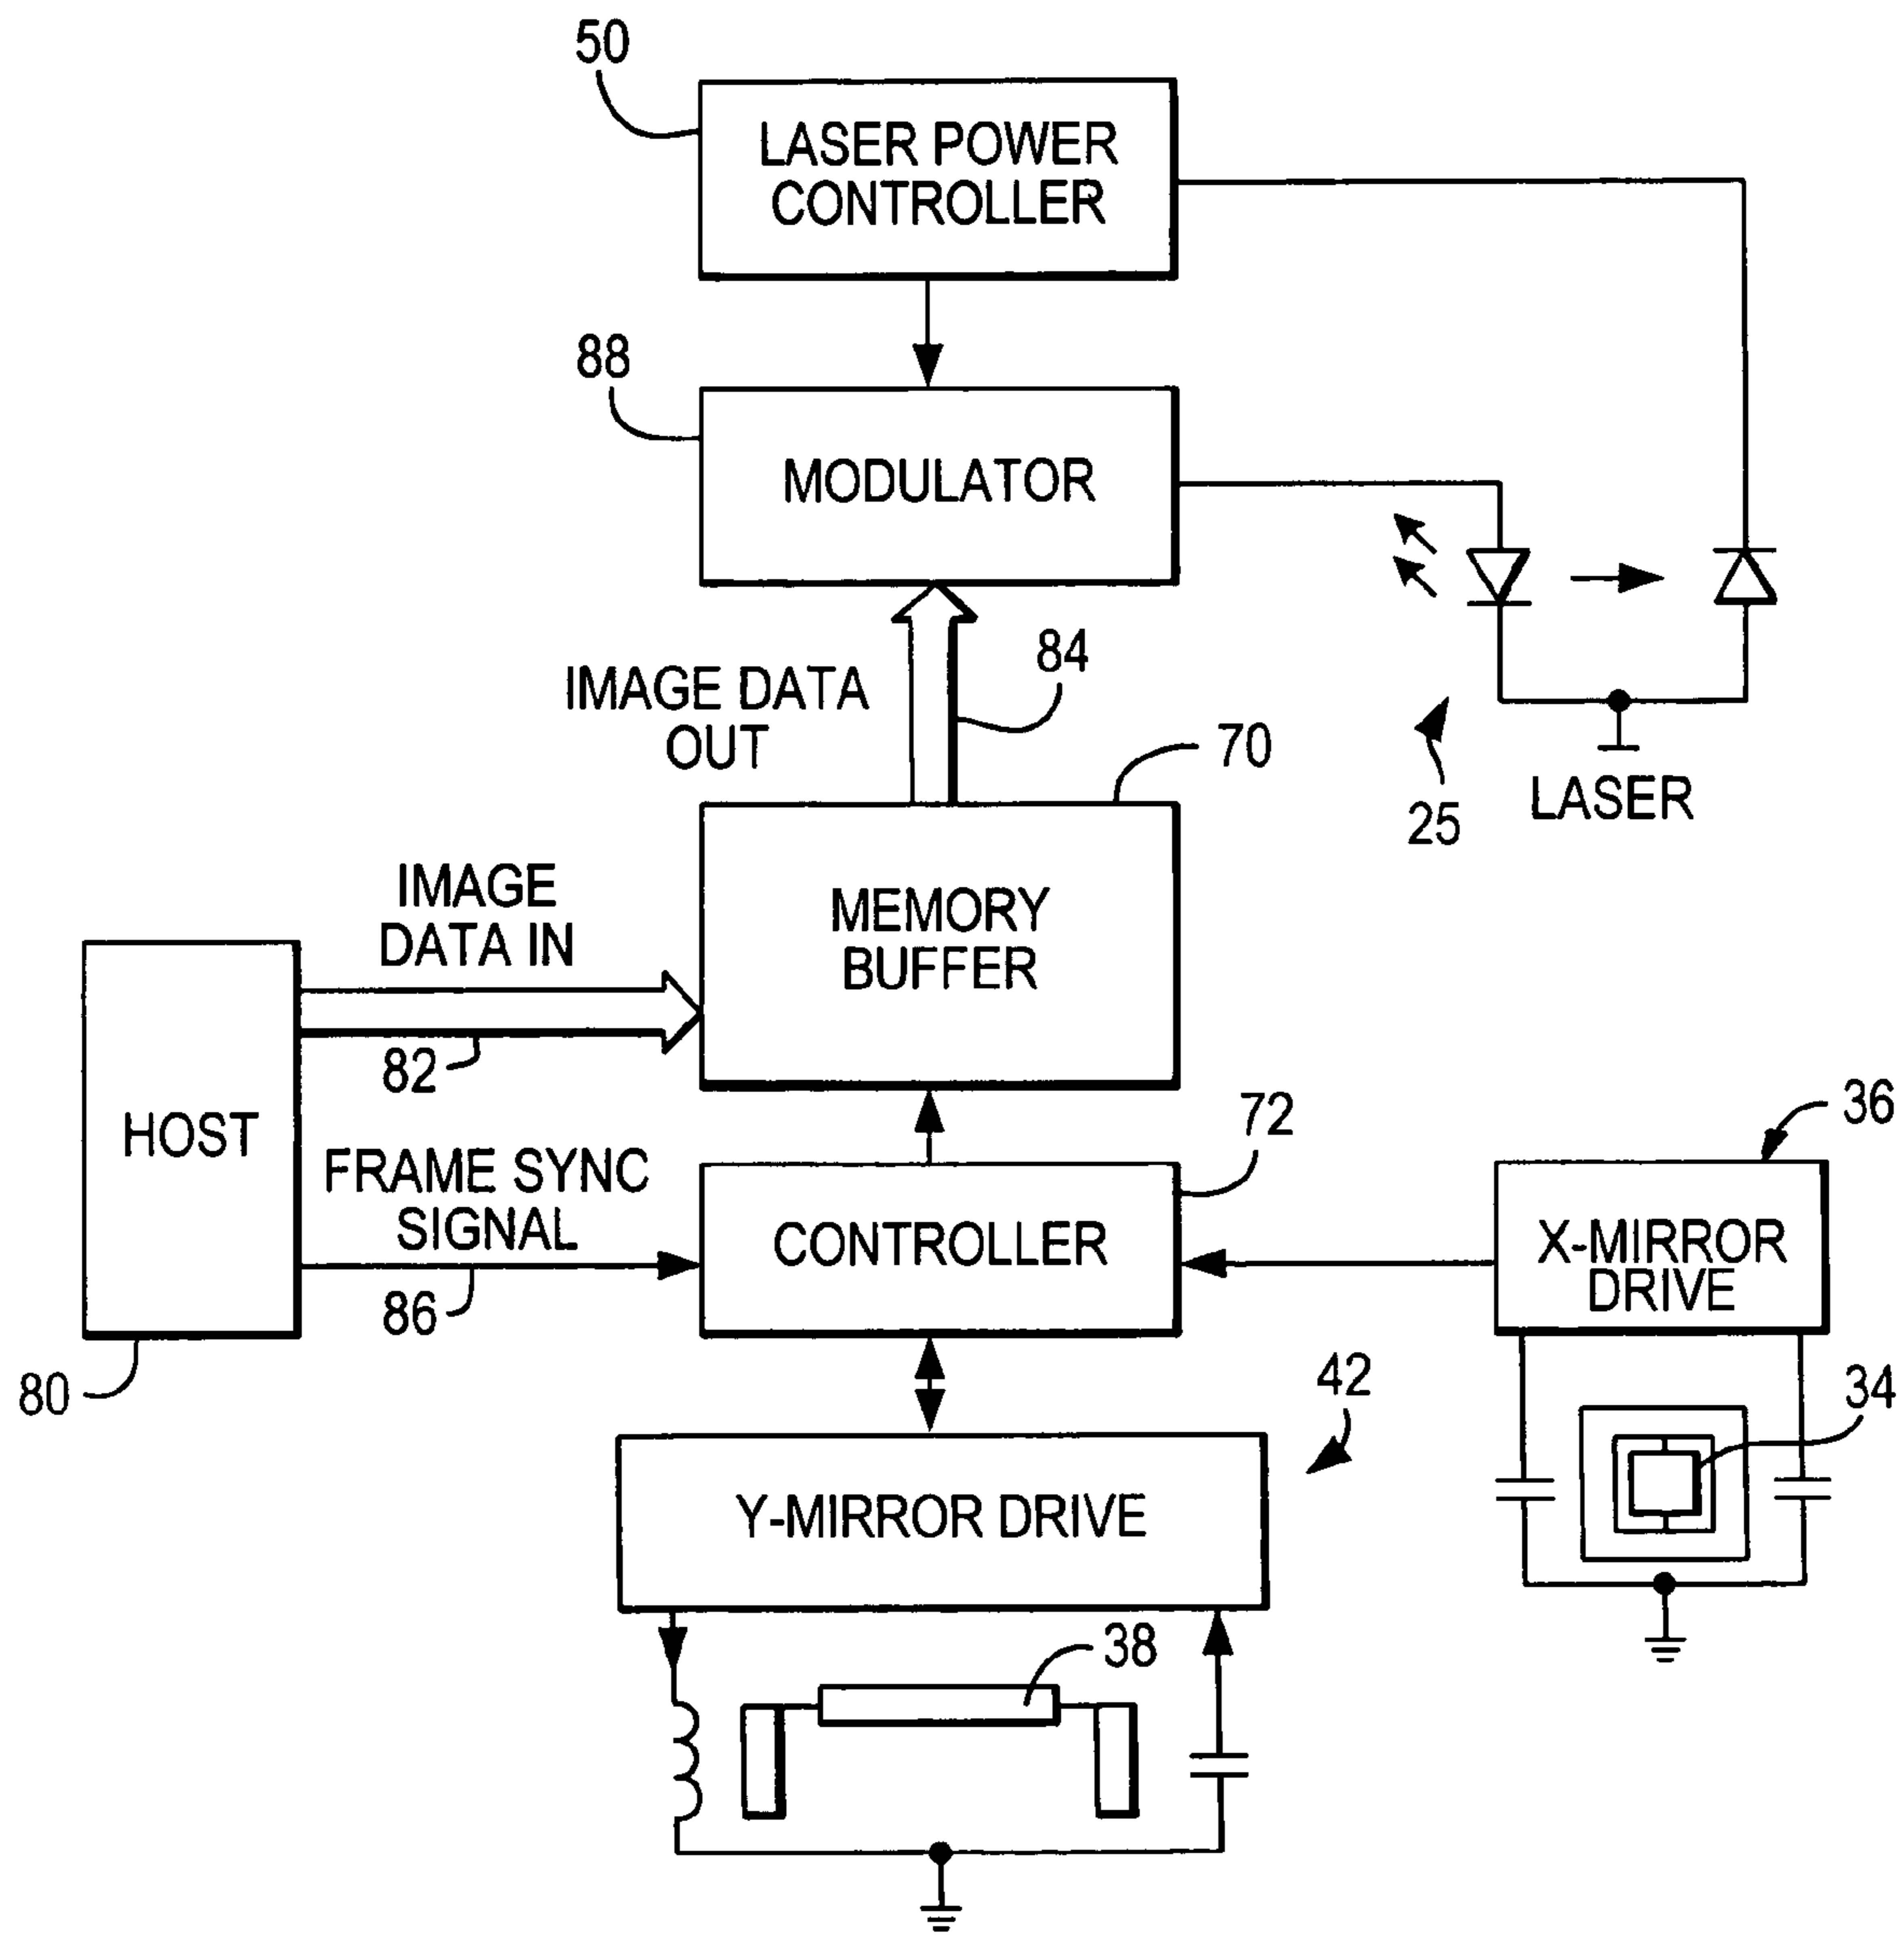 50
LASER POWER
CONTROLLER
88
MODULATOR
84
IMAGE DATA
OUT
70
25
LASER
IMAGE
DATA IN
MEMORY
BUFFER
82
HOST
FRAME SYNC
SIGNAL
86
80
72
CONTROLLER
36
X-MIRROR
DRIVE
34
42
Y-MIRROR DRIVE
38